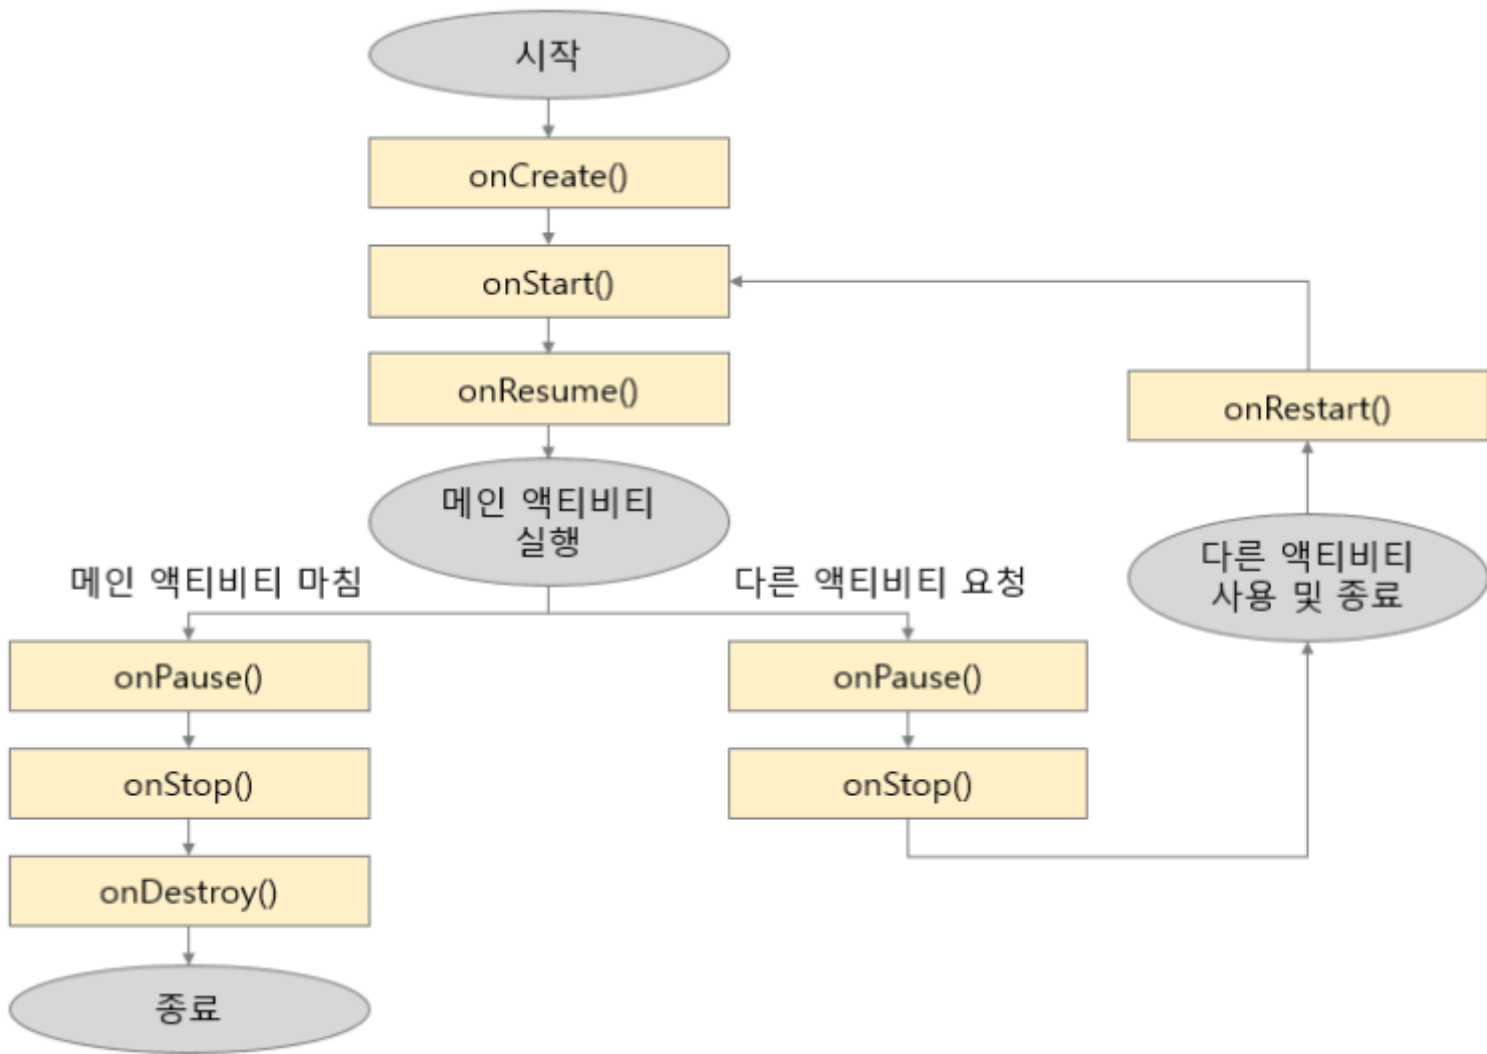 시작
onCreate()
onStart()
onResume()
onRestart()
메인 액티비티
실행
다른 액티비티
사용 및 종료
메인 액티비티 마침
다른 액티비티 요청
onPause()
onPause()
onStop()
onStop()
onDestroy()
종료